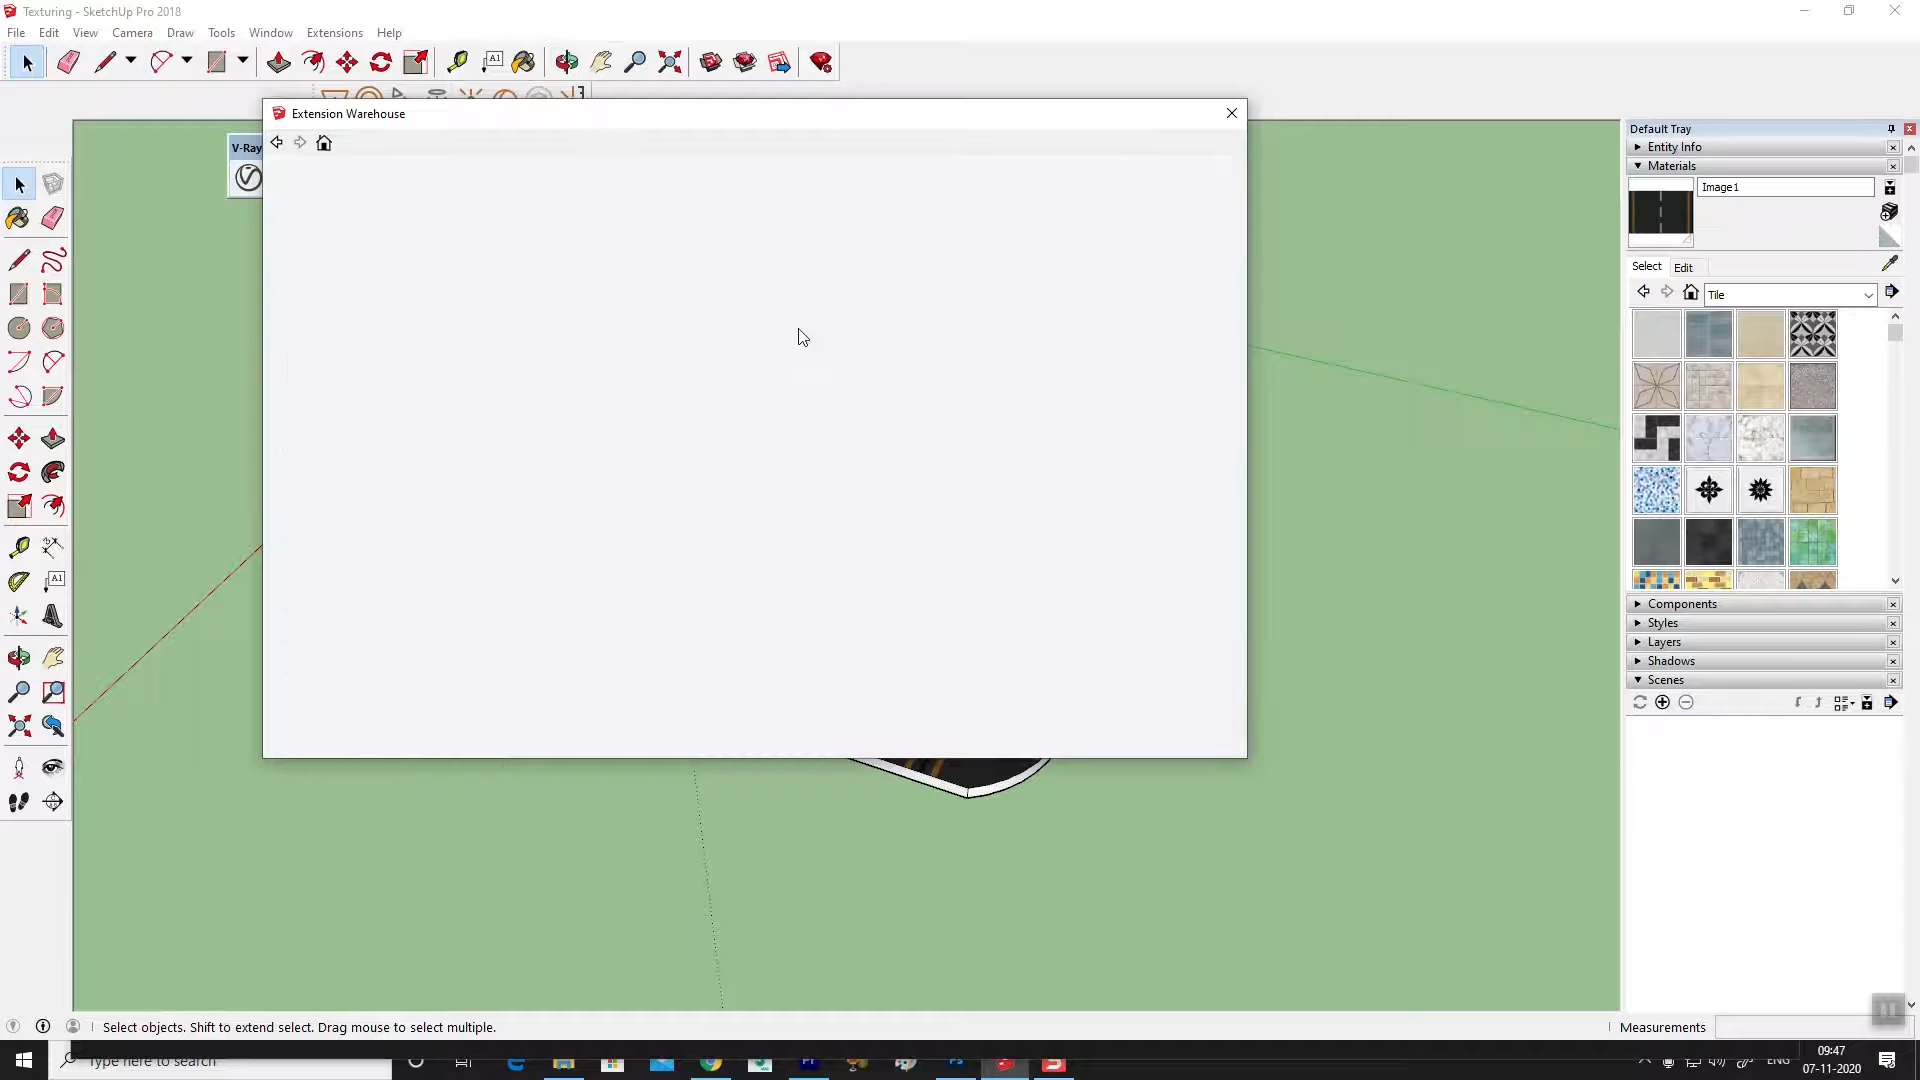 Texturing - SketchUp Pro 2018
File Edit View Camera Draw Tools Window Extensions Help
A1
Extension Warehouse
V-Ray
Default Tray
Entity Info
Materials
Image1
Select Edit
Tile
A1
Components
Styles
Layers
Shadows
Scenes
Select objects. Shift to extend select. Drag mouse to select multiple.
Measurements
Type here to search
ENG
09:47
07-11-2020